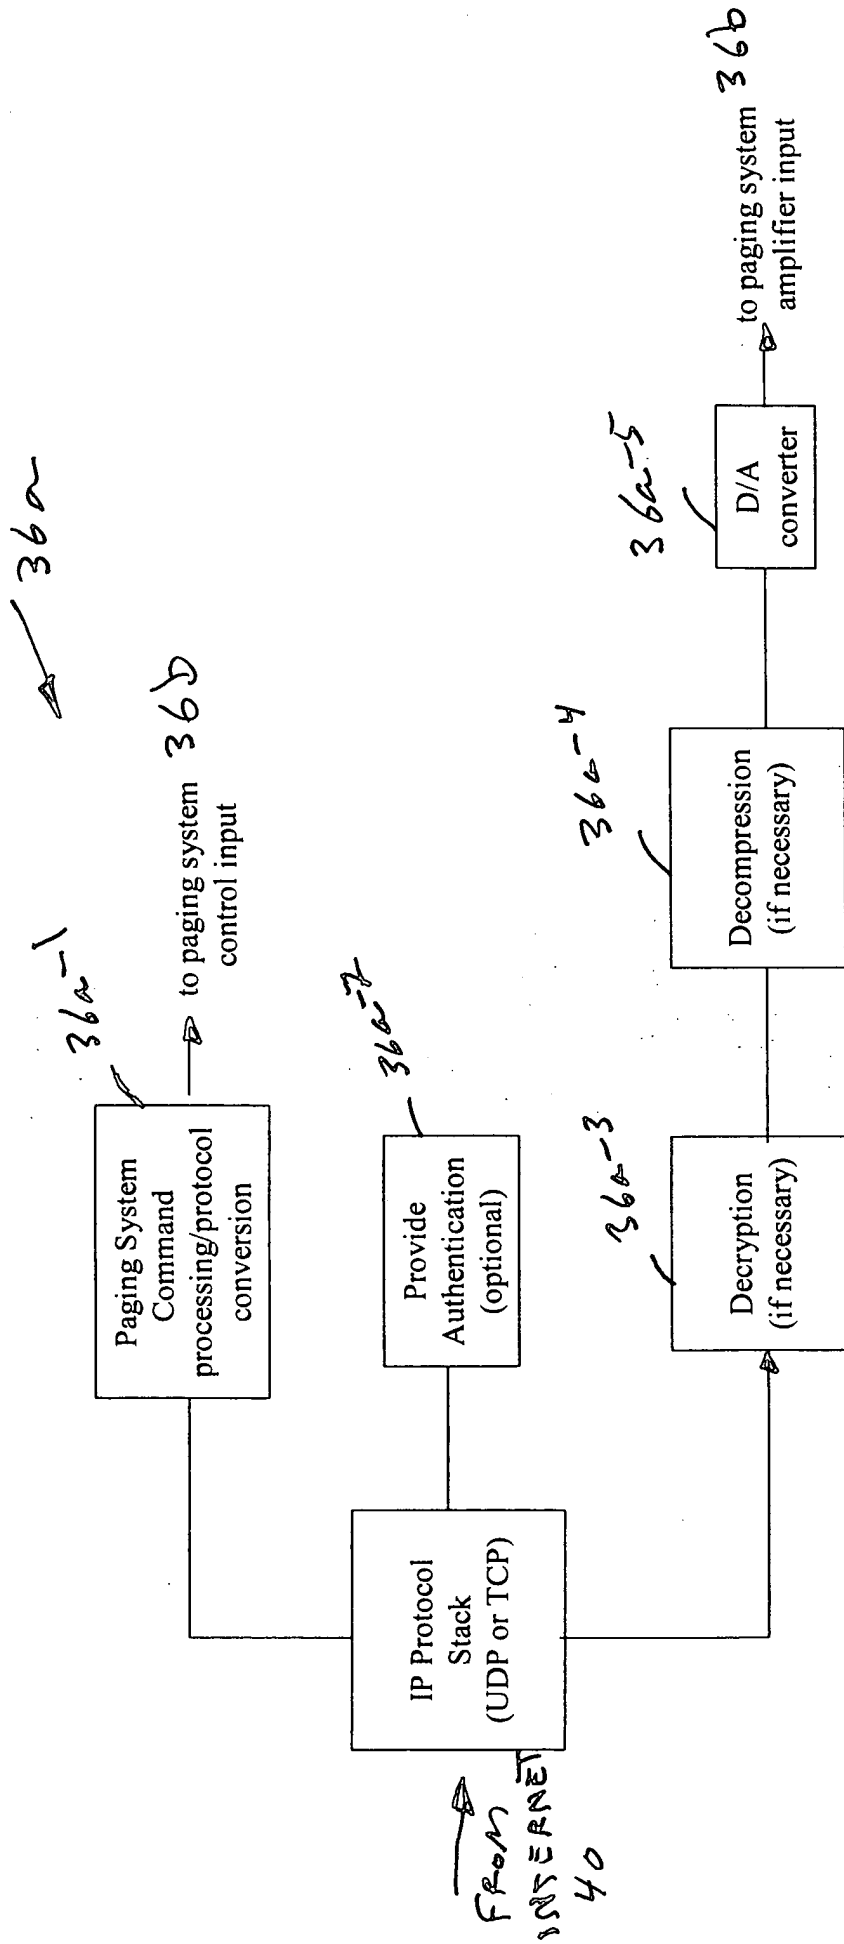 36a
36a-1
Paging System
Command
processing/protocol
conversion
to paging system 36b
control input
36a-2
Provide
Authentication
(optional)
IP Protocol
Stack
(UDP or TCP)
FROM
INTERNET
40
36a-3
Decryption
(if necessary)
36a-4
Decompression
(if necessary)
36a-5
D/A
converter
to paging system 36b
amplifier input